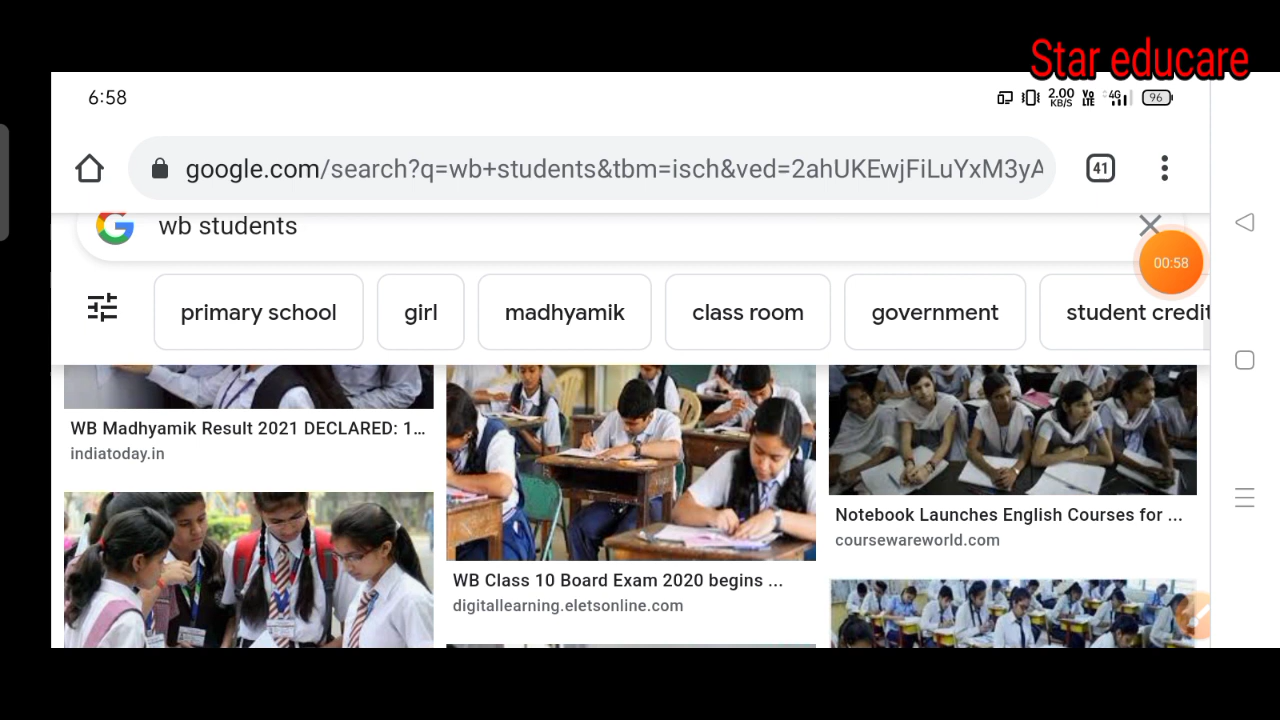 Star educare
6:58
2.00 KB/S Vo LTE 4G 96
google.com/search?q=wb+students&tbm=isch&ved=2ahUKEwjFiLuYxM3yA
41
wb students
00:58
primary school
girl
madhyamik
class room
government
student credit
WB Madhyamik Result 2021 DECLARED: 1...
indiatoday.in
WB Class 10 Board Exam 2020 begins ...
digitallearning.eletsonline.com
Notebook Launches English Courses for ...
coursewareworld.com